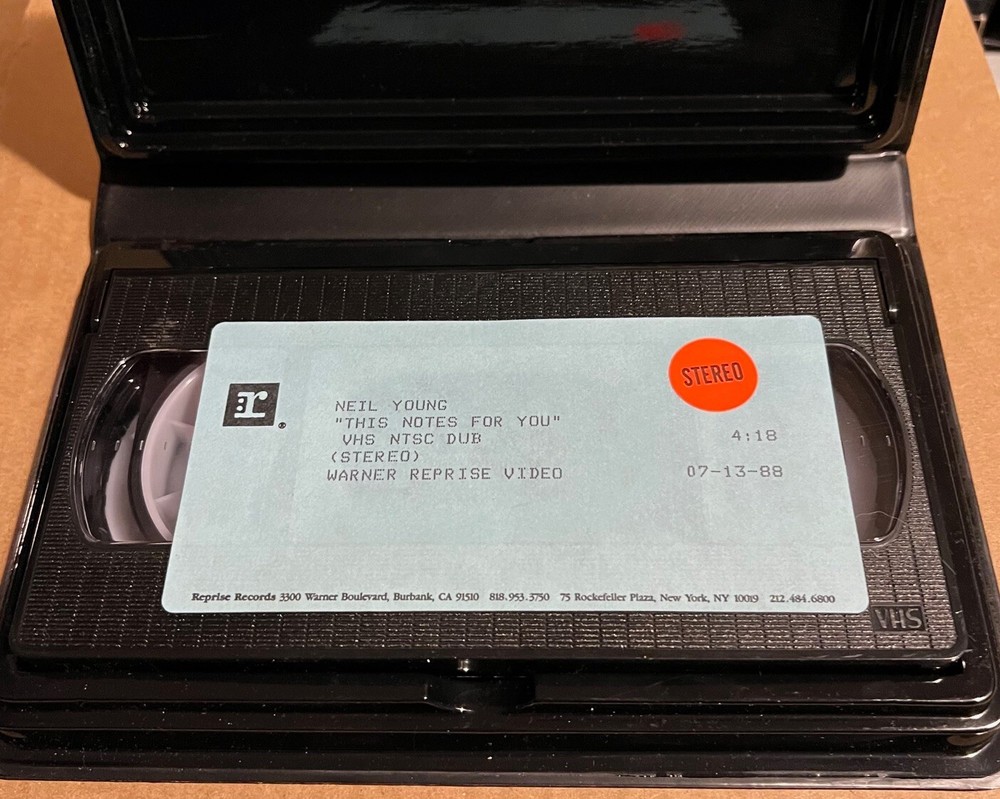 STEREO
:r
NEIL YOUNG
"THIS NOTES FOR YOU"
VHS NTSC DUB 4:18
(STEREO)
WARNER REPRISE VIDEO 07-13-88
Reprise Records 3300 Warner Boulevard, Burbank, CA 91510 818.953.3750 75 Rockefeller Plaza, New York, NY 10019 212.484.6800
VHS